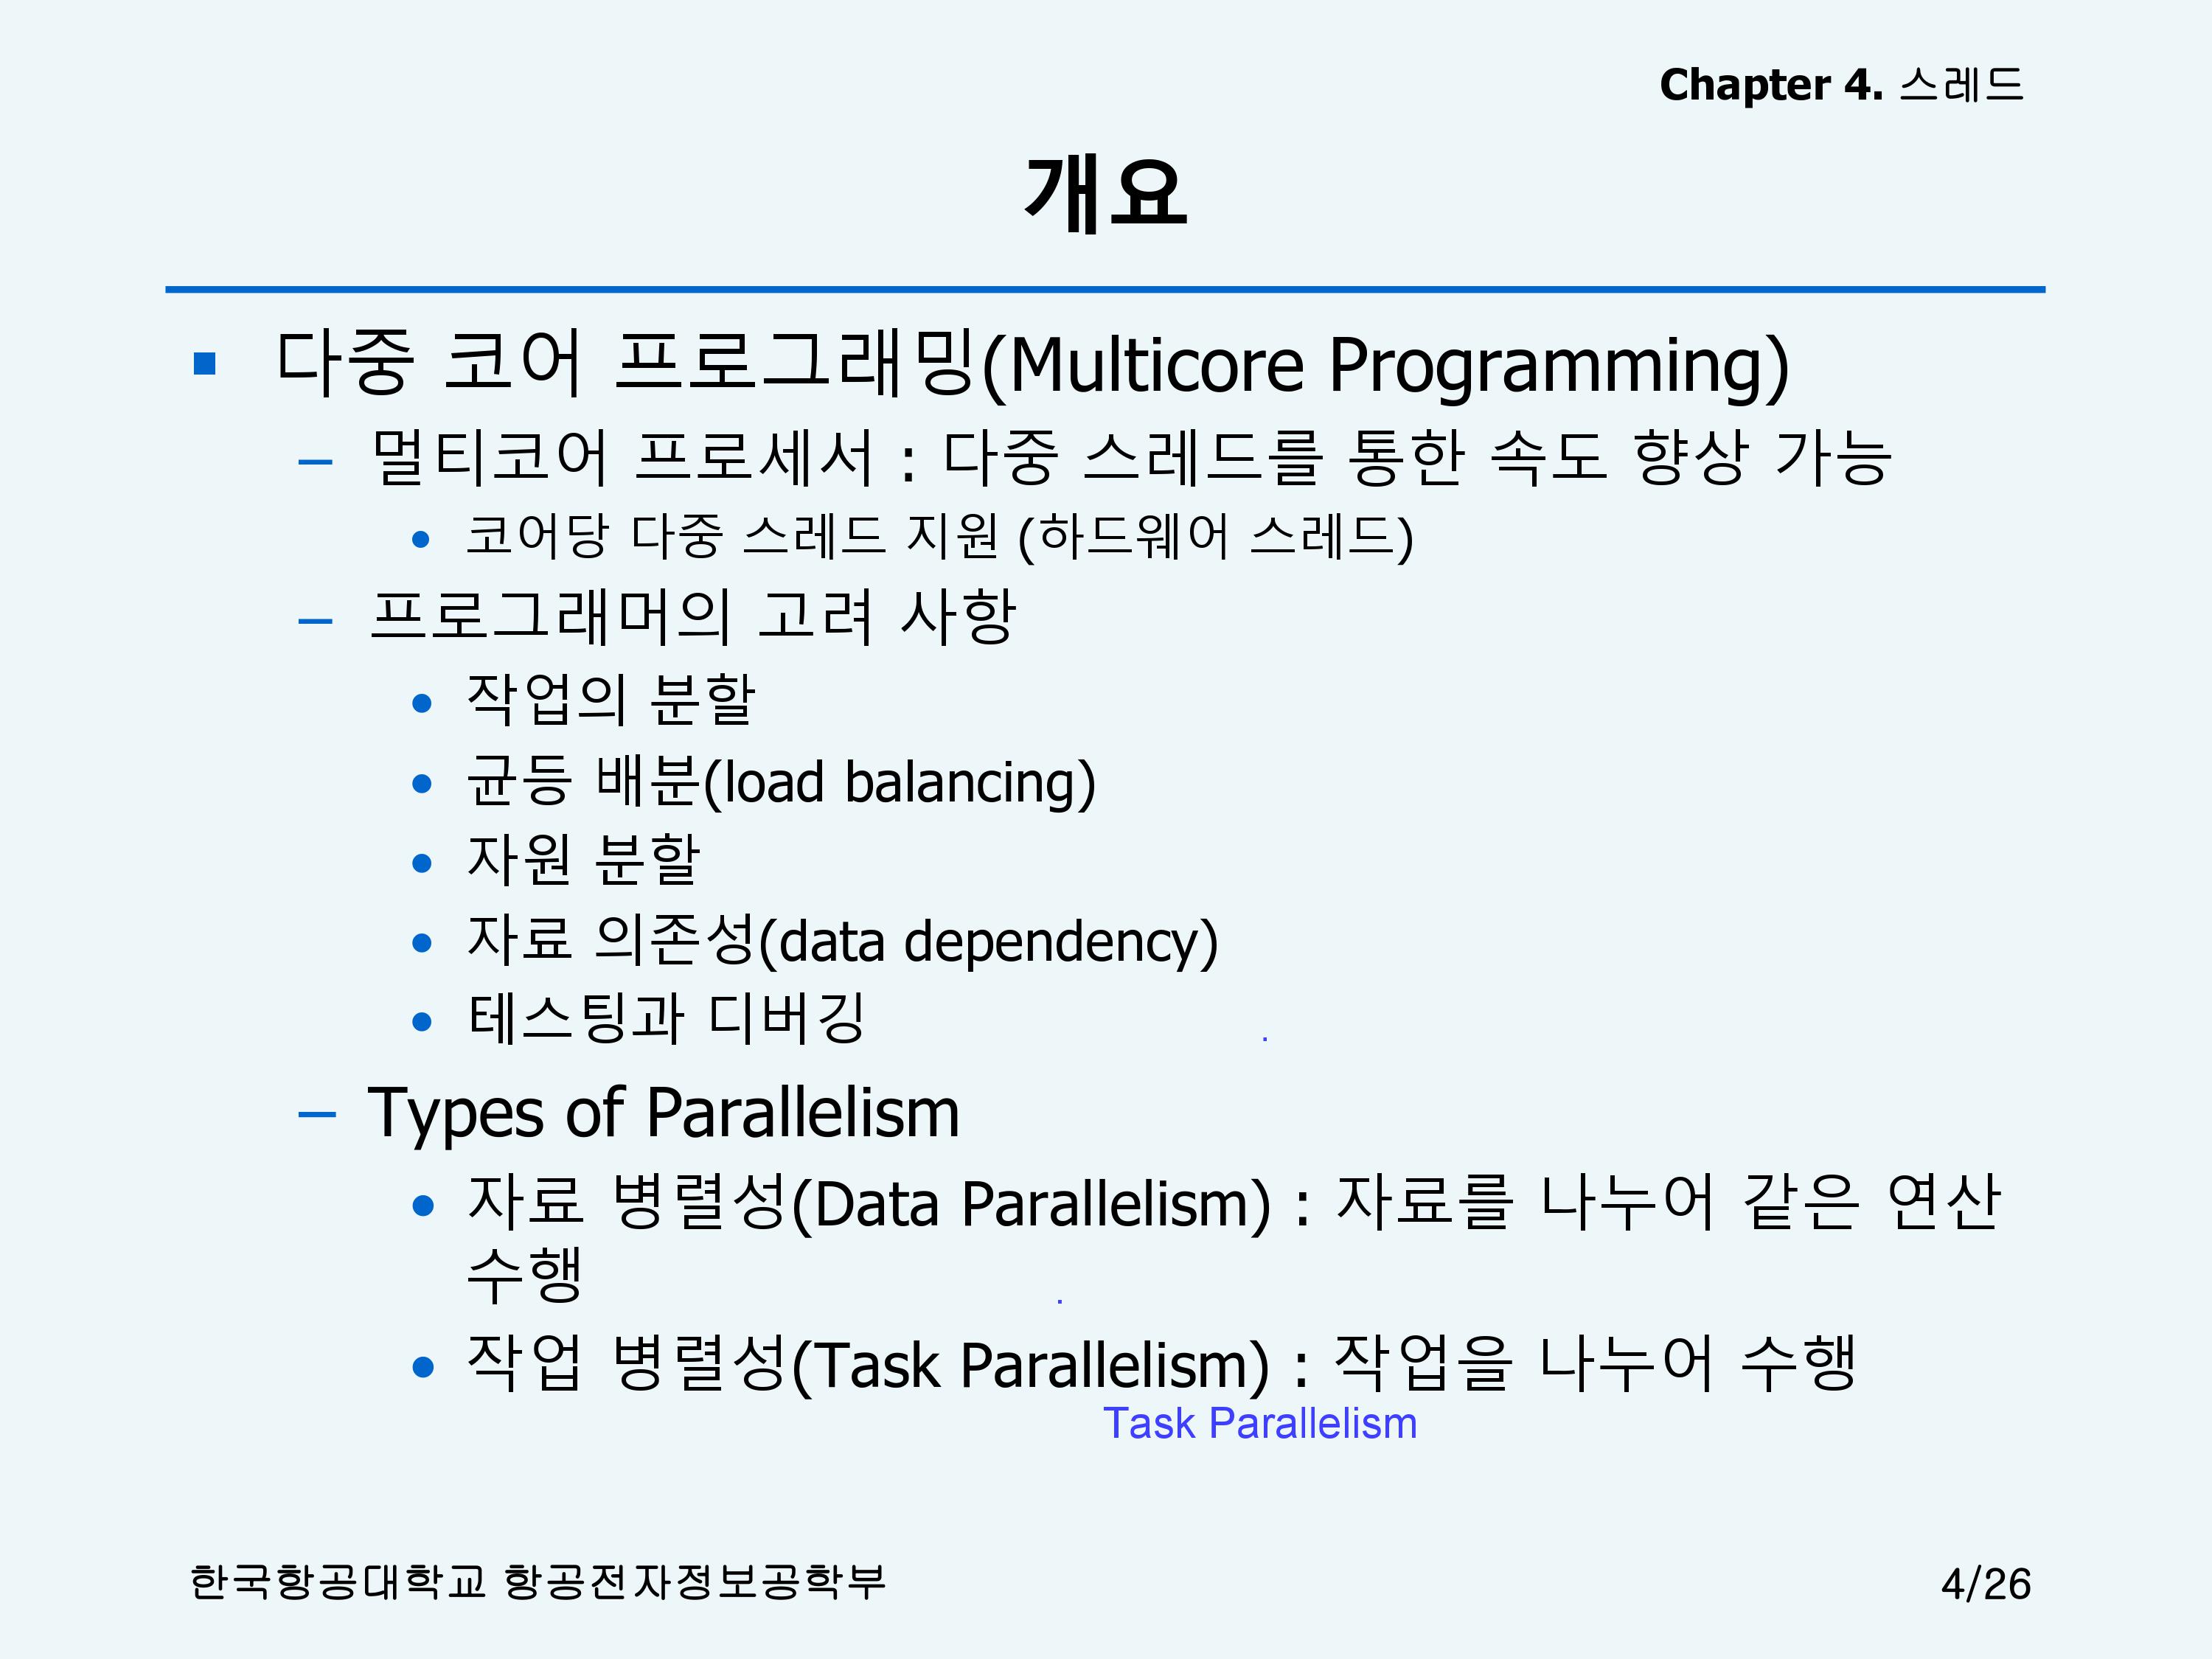 Chapter 4. 스레드
개요
▪ 다중 코어 프로그래밍(Multicore Programming)
– 멀티코어 프로세서 : 다중 스레드를 통한 속도 향상 가능
• 코어당 다중 스레드 지원 (하드웨어 스레드)
– 프로그래머의 고려 사항
• 작업의 분할
• 균등 배분(load balancing)
• 자원 분할
• 자료 의존성(data dependency)
• 테스팅과 디버깅
– Types of Parallelism
• 자료 병렬성(Data Parallelism) : 자료를 나누어 같은 연산
수행
• 작업 병렬성(Task Parallelism) : 작업을 나누어 수행
Task Parallelism
한국항공대학교 항공전자정보공학부
4/26